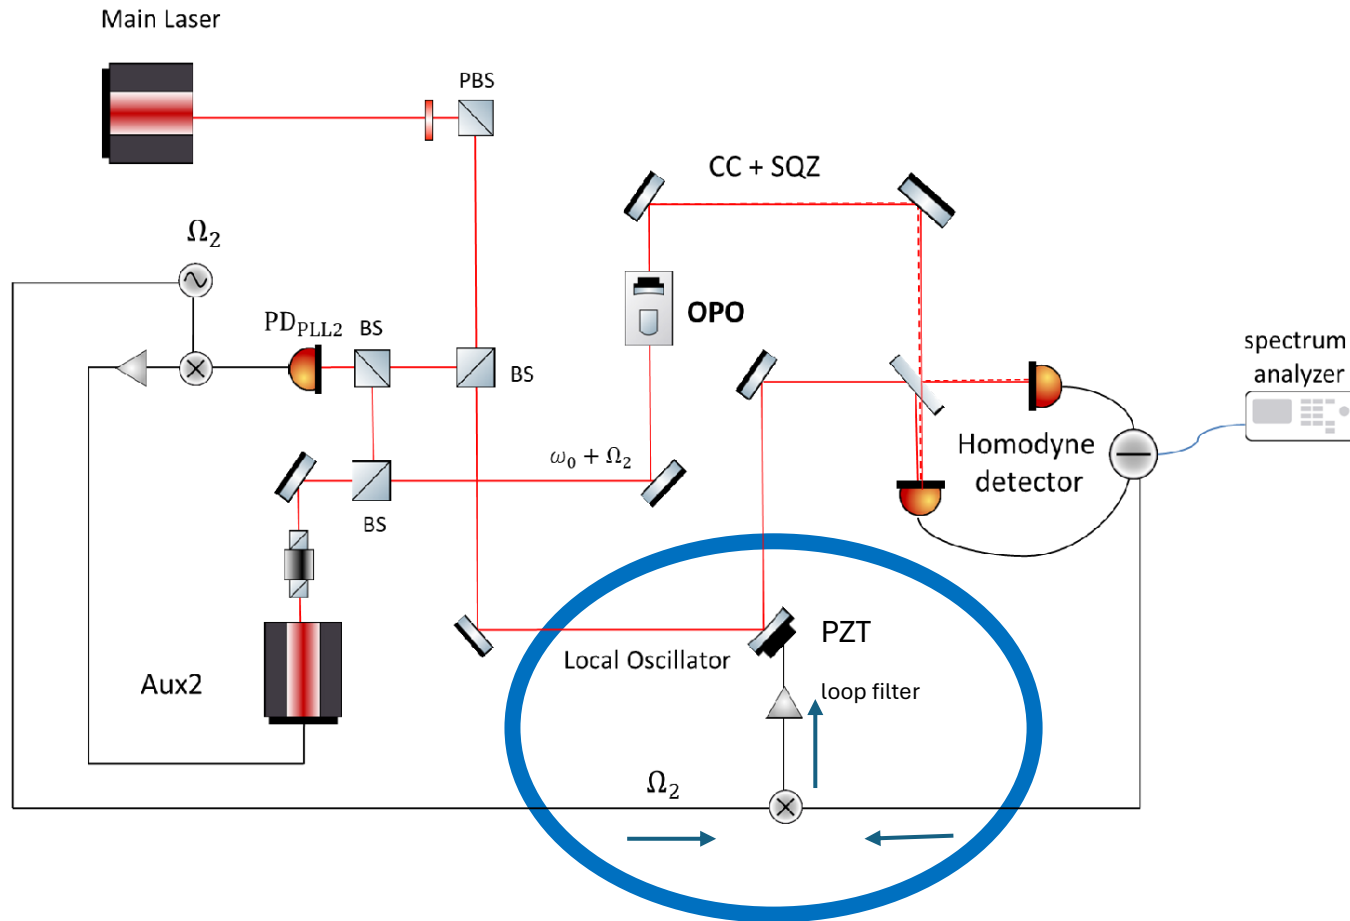 Main Laser
PBS
CC + SQZ
Ω₂
PD_PLL2
BS
OPO
BS
spectrum
analyzer
ω₀ + Ω₂
Homodyne
detector
BS
PZT
Local Oscillator
Aux2
loop filter
Ω₂